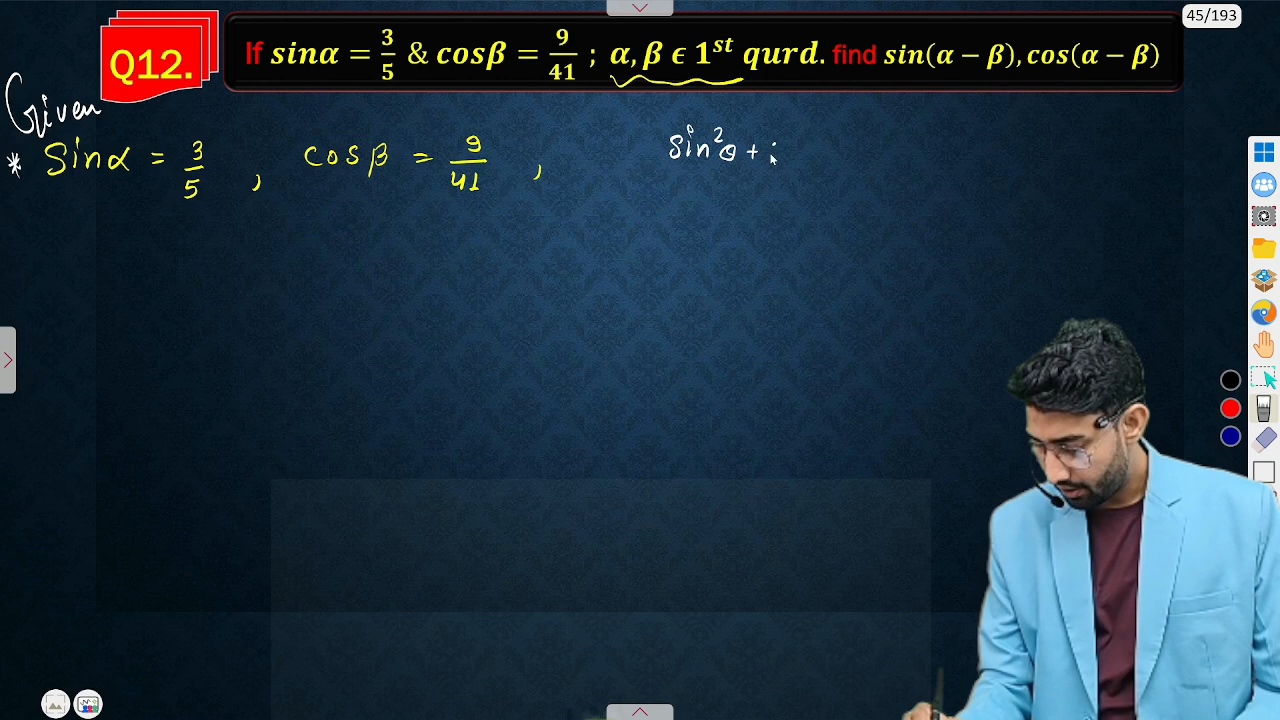 45/193
Q12. If sinα = 3/5 & cosβ = 9/41 ; α, β ϵ 1st qurd. find sin(α − β), cos(α − β)
Given
* Sinα = 3/5 , cosβ = 9/41 , sin²θ +